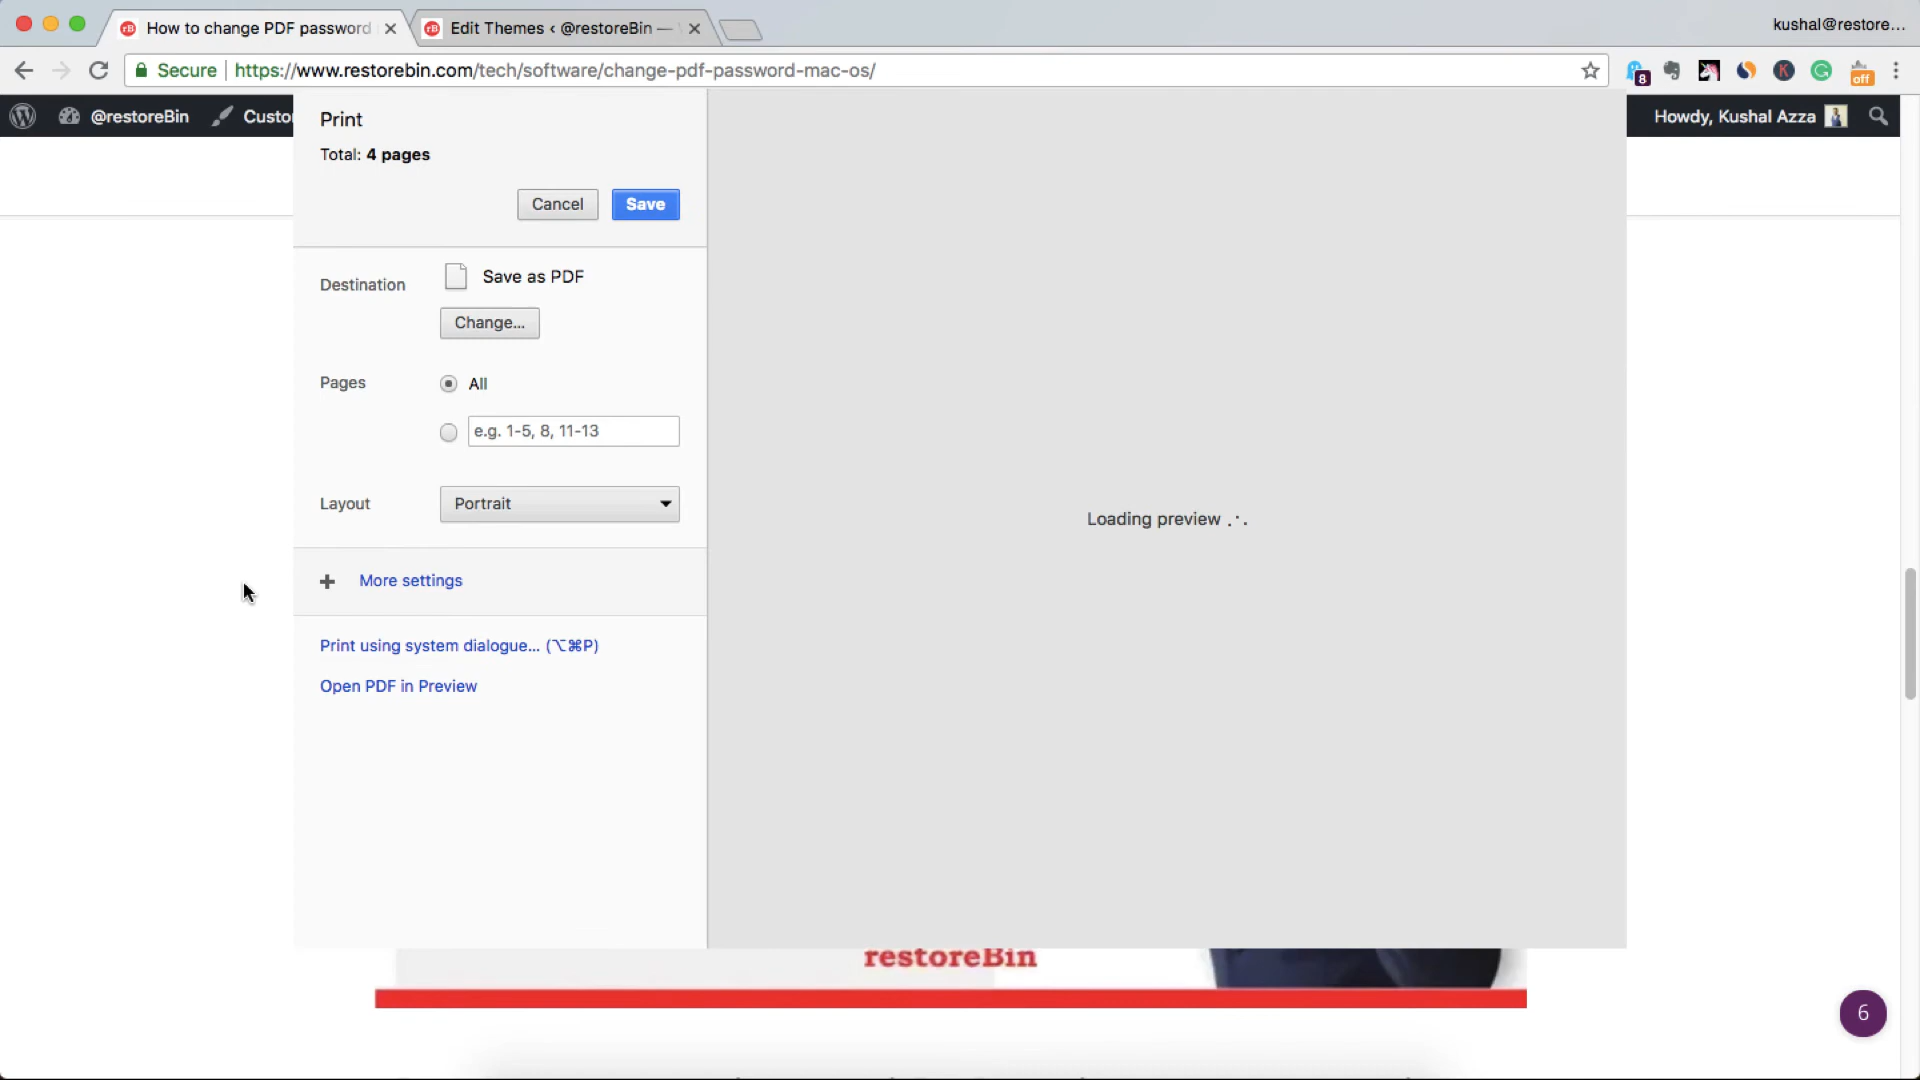 How to change PDF password
Edit Themes ‹ @restoreBin —
kushal@restore...
Secure
https://www.restorebin.com/tech/software/change-pdf-password-mac-os/
8
K
off
@restoreBin
Custo
Howdy, Kushal Azza
Print
Total: 4 pages
Cancel
Save
Destination
Save as PDF
Change...
Pages
All
e.g. 1-5, 8, 11-13
Layout
Portrait
Loading preview
More settings
Print using system dialogue... (⌥⌘P)
Open PDF in Preview
restoreBin
6